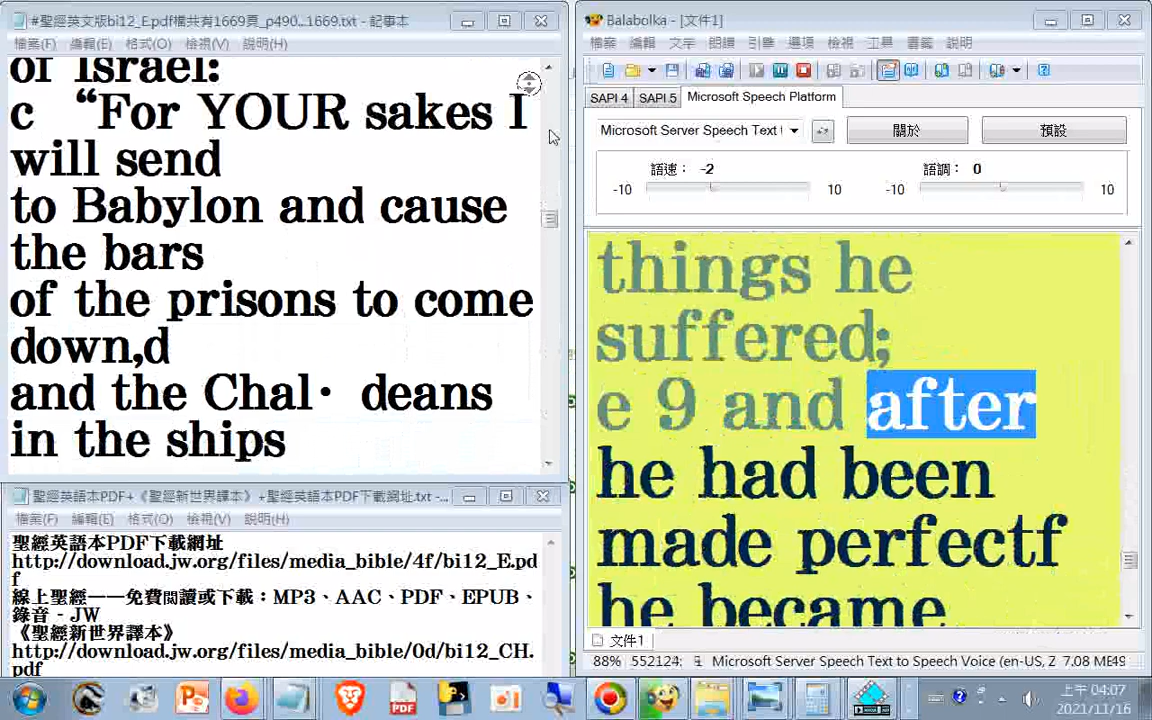 #聖經英文版bi12_E.pdf檔共有1669頁_p490...1669.txt - 記事本
檔案(F) 編輯(E) 格式(O) 檢視(V) 說明(H)
of Israel:
c “For YOUR sakes I
will send
to Babylon and cause
the bars
of the prisons to come
down,d
and the Chal· deans
in the ships
聖經英語本PDF+《聖經新世界譯本》+聖經英語本PDF下載網址.txt -...
檔案(F) 編輯(E) 格式(O) 檢視(V) 說明(H)
聖經英語本PDF下載網址
http://download.jw.org/files/media_bible/4f/bi12_E.pd
f
線上聖經——免費閱讀或下載：MP3、AAC、PDF、EPUB、
錄音 - JW
《聖經新世界譯本》
http://download.jw.org/files/media_bible/0d/bi12_CH.
pdf
Balabolka - [文件1]
檔案 編輯 文字 朗讀 引擎 選項 檢視 工具 書籤 說明
SAPI 4 SAPI 5 Microsoft Speech Platform
Microsoft Server Speech Text 關於 預設
語速： -2 語調： 0
-10 10 -10 10
things he
suffered;
e 9 and after
he had been
made perfectf
he became
文件1
88% 552124: Microsoft Server Speech Text to Speech Voice (en-US, Z 7.08 ME49
上午 04:07
2021/11/16